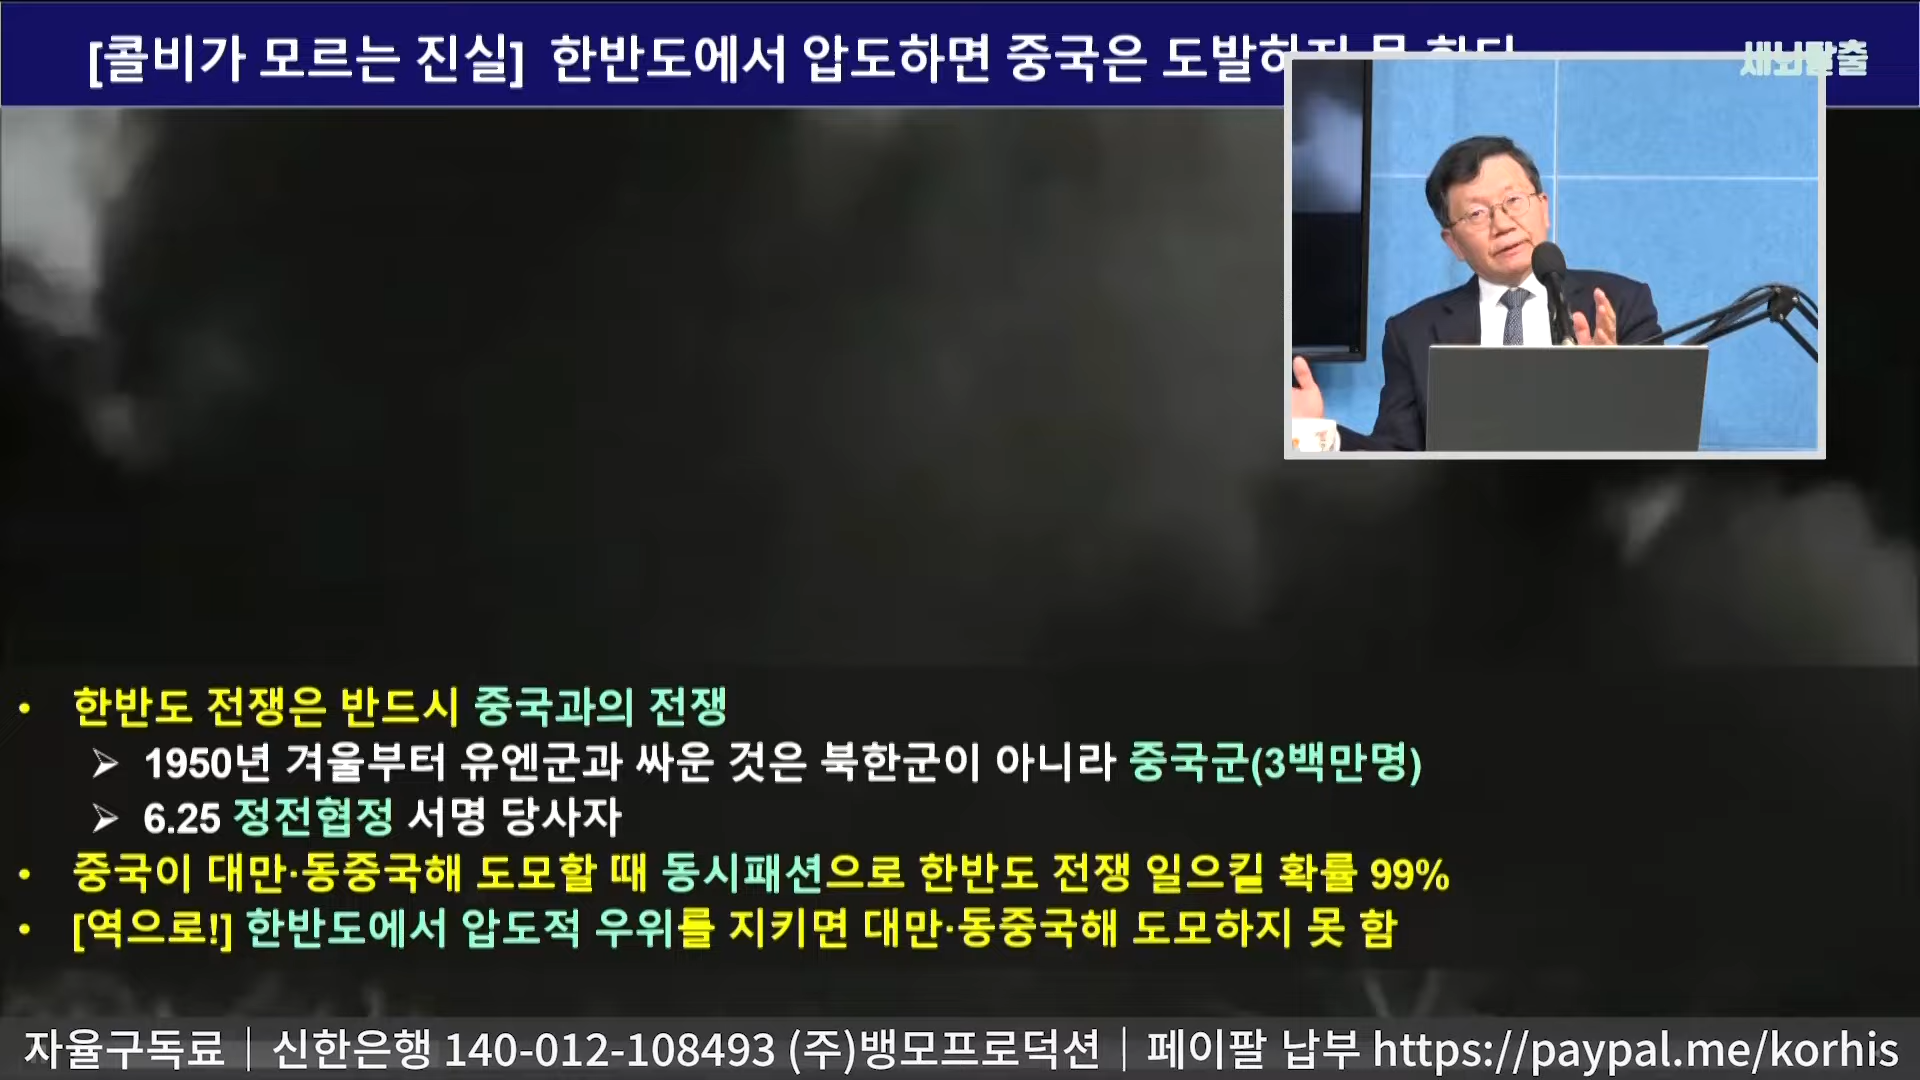 [콜비가 모르는 진실] 한반도에서 압도하면 중국은 도발하지 못 한다
세뇌탈출
• 한반도 전쟁은 반드시 중국과의 전쟁
➢ 1950년 겨울부터 유엔군과 싸운 것은 북한군이 아니라 중국군(3백만명)
➢ 6.25 정전협정 서명 당사자
• 중국이 대만·동중국해 도모할 때 동시패션으로 한반도 전쟁 일으킬 확률 99%
• [역으로!] 한반도에서 압도적 우위를 지키면 대만·동중국해 도모하지 못 함
자율구독료｜신한은행 140-012-108493 (주)뱅모프로덕션｜페이팔 납부 https://paypal.me/korhis